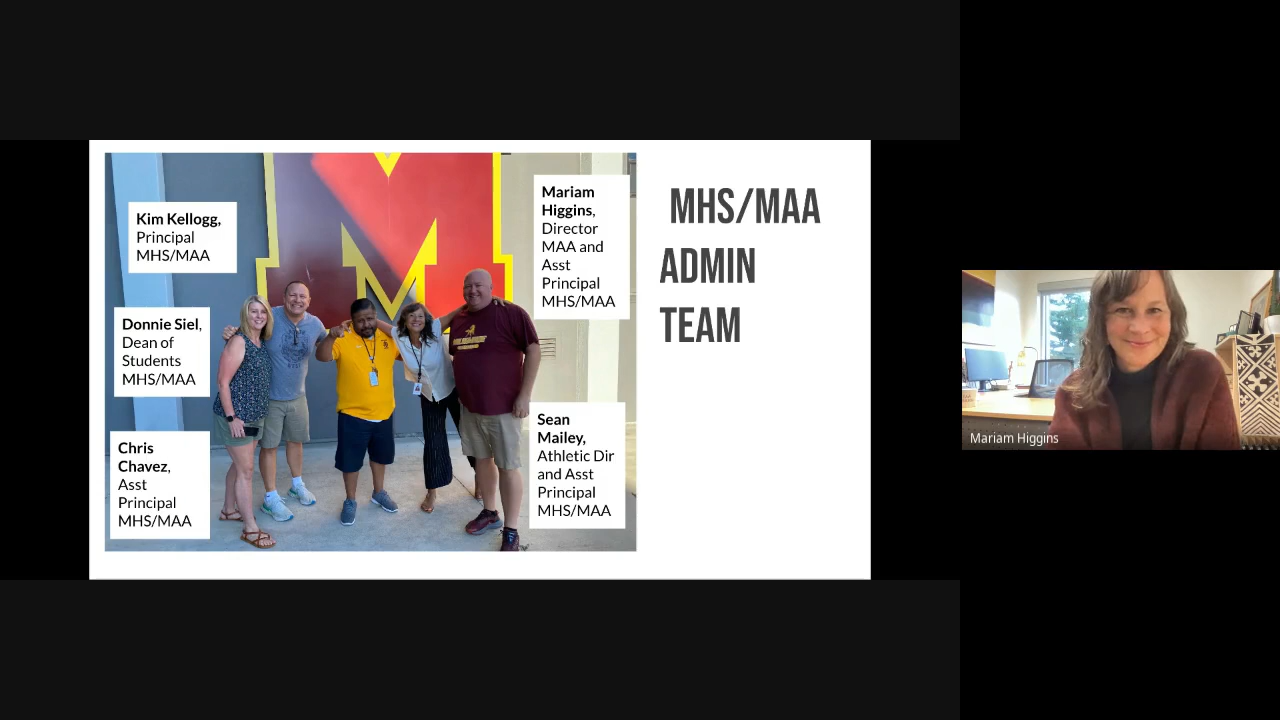 Kim Kellogg,
Principal
MHS/MAA
Donnie Siel,
Dean of
Students
MHS/MAA
Chris
Chavez,
Asst
Principal
MHS/MAA
Mariam
Higgins,
Director
MAA and
Asst
Principal
MHS/MAA
Sean
Mailey,
Athletic Dir
and Asst
Principal
MHS/MAA
M
MHS/MAA
ADMIN
TEAM
Mariam Higgins